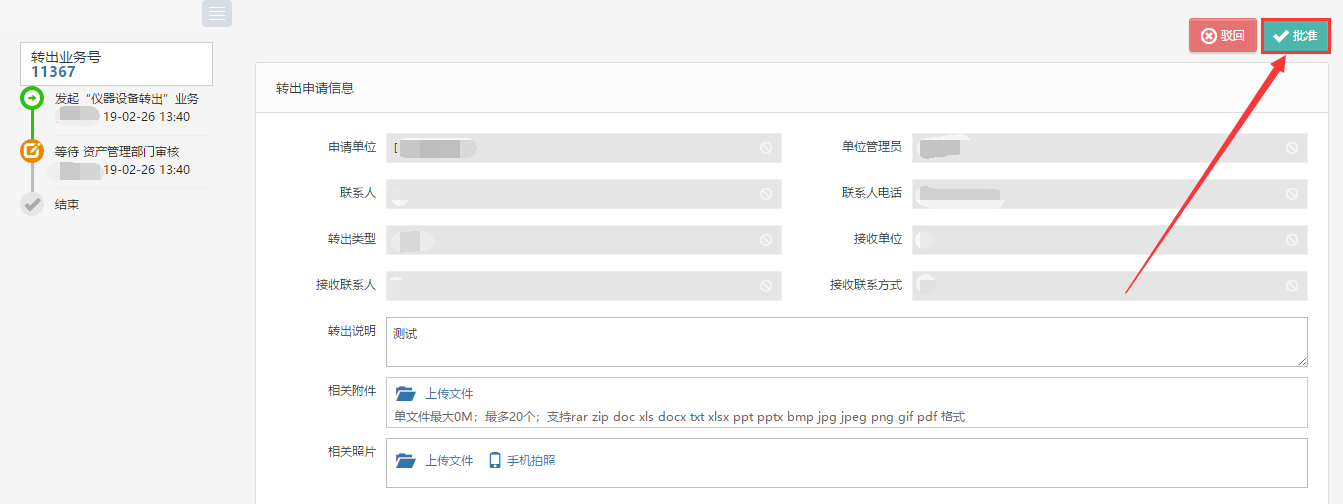 驳回
批准
转出业务号
11367
发起“仪器设备转出”业务
19-02-26 13:40
等待 资产管理部门审核
19-02-26 13:40
结束
转出申请信息
申请单位
单位管理员
联系人
联系人电话
转出类型
接收单位
接收联系人
接收联系方式
转出说明
测试
相关附件
上传文件
单文件最大0M；最多20个；支持rar zip doc xls docx txt xlsx ppt pptx bmp jpg jpeg png gif pdf 格式
相关照片
上传文件 手机拍照